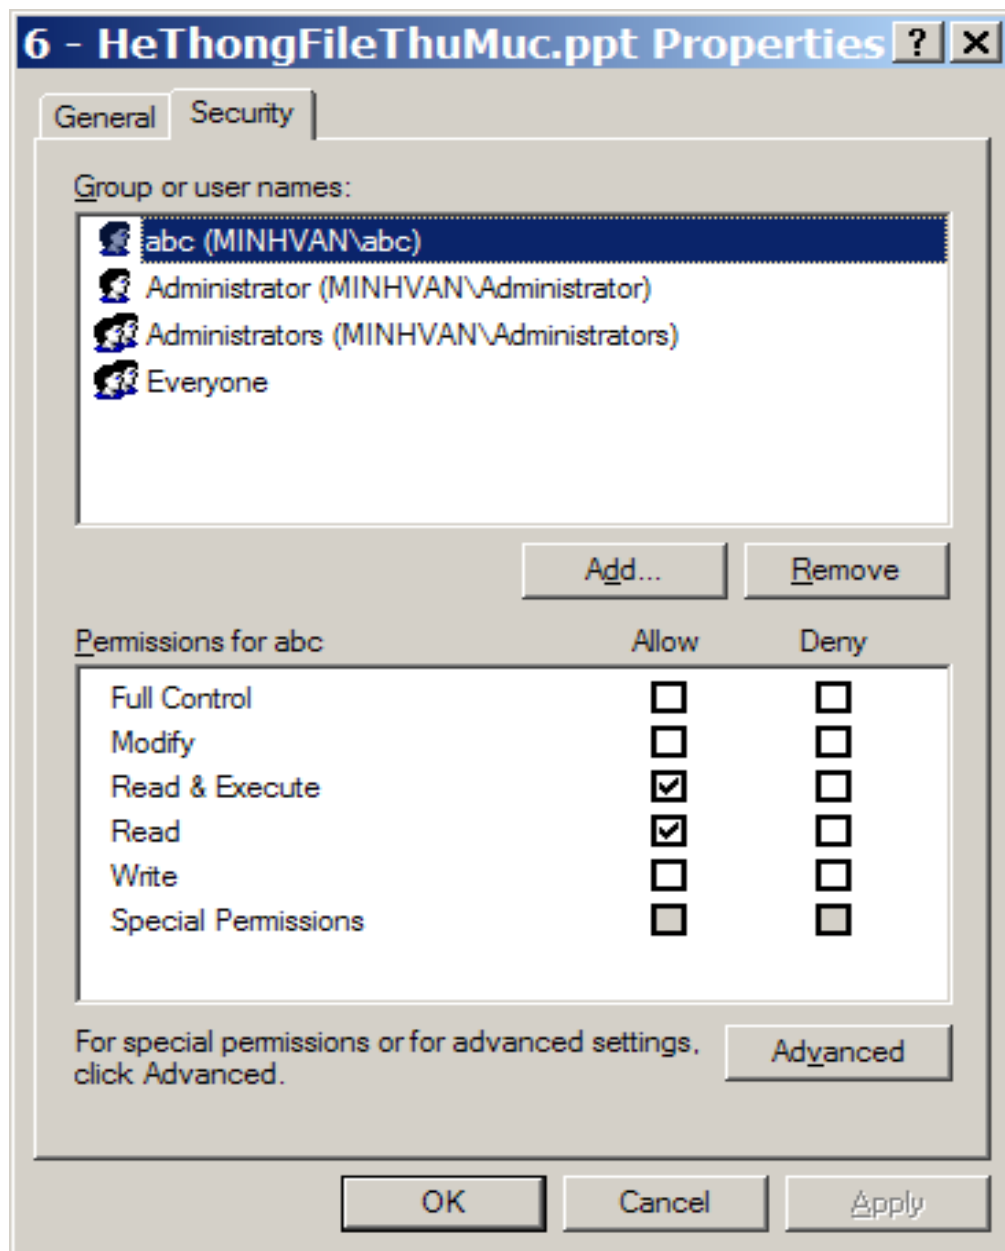 6 - HeThongFileThuMuc.ppt Properties ?
General Security
Group or user names:
abc (MINHVAN\abc)
Administrator (MINHVAN\Administrator)
Administrators (MINHVAN\Administrators)
Everyone
Add... Remove
Permissions for abc Allow Deny
Full Control
Modify
Read & Execute
Read
Write
Special Permissions
For special permissions or for advanced settings,
click Advanced.
Advanced
OK Cancel Apply